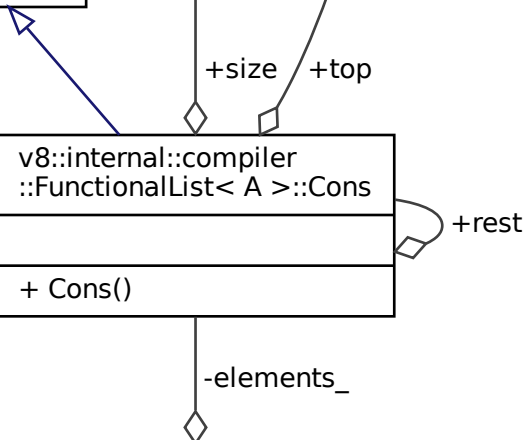 +size
+top
v8::internal::compiler
::FunctionalList< A >::Cons
+rest
+ Cons()
-elements_